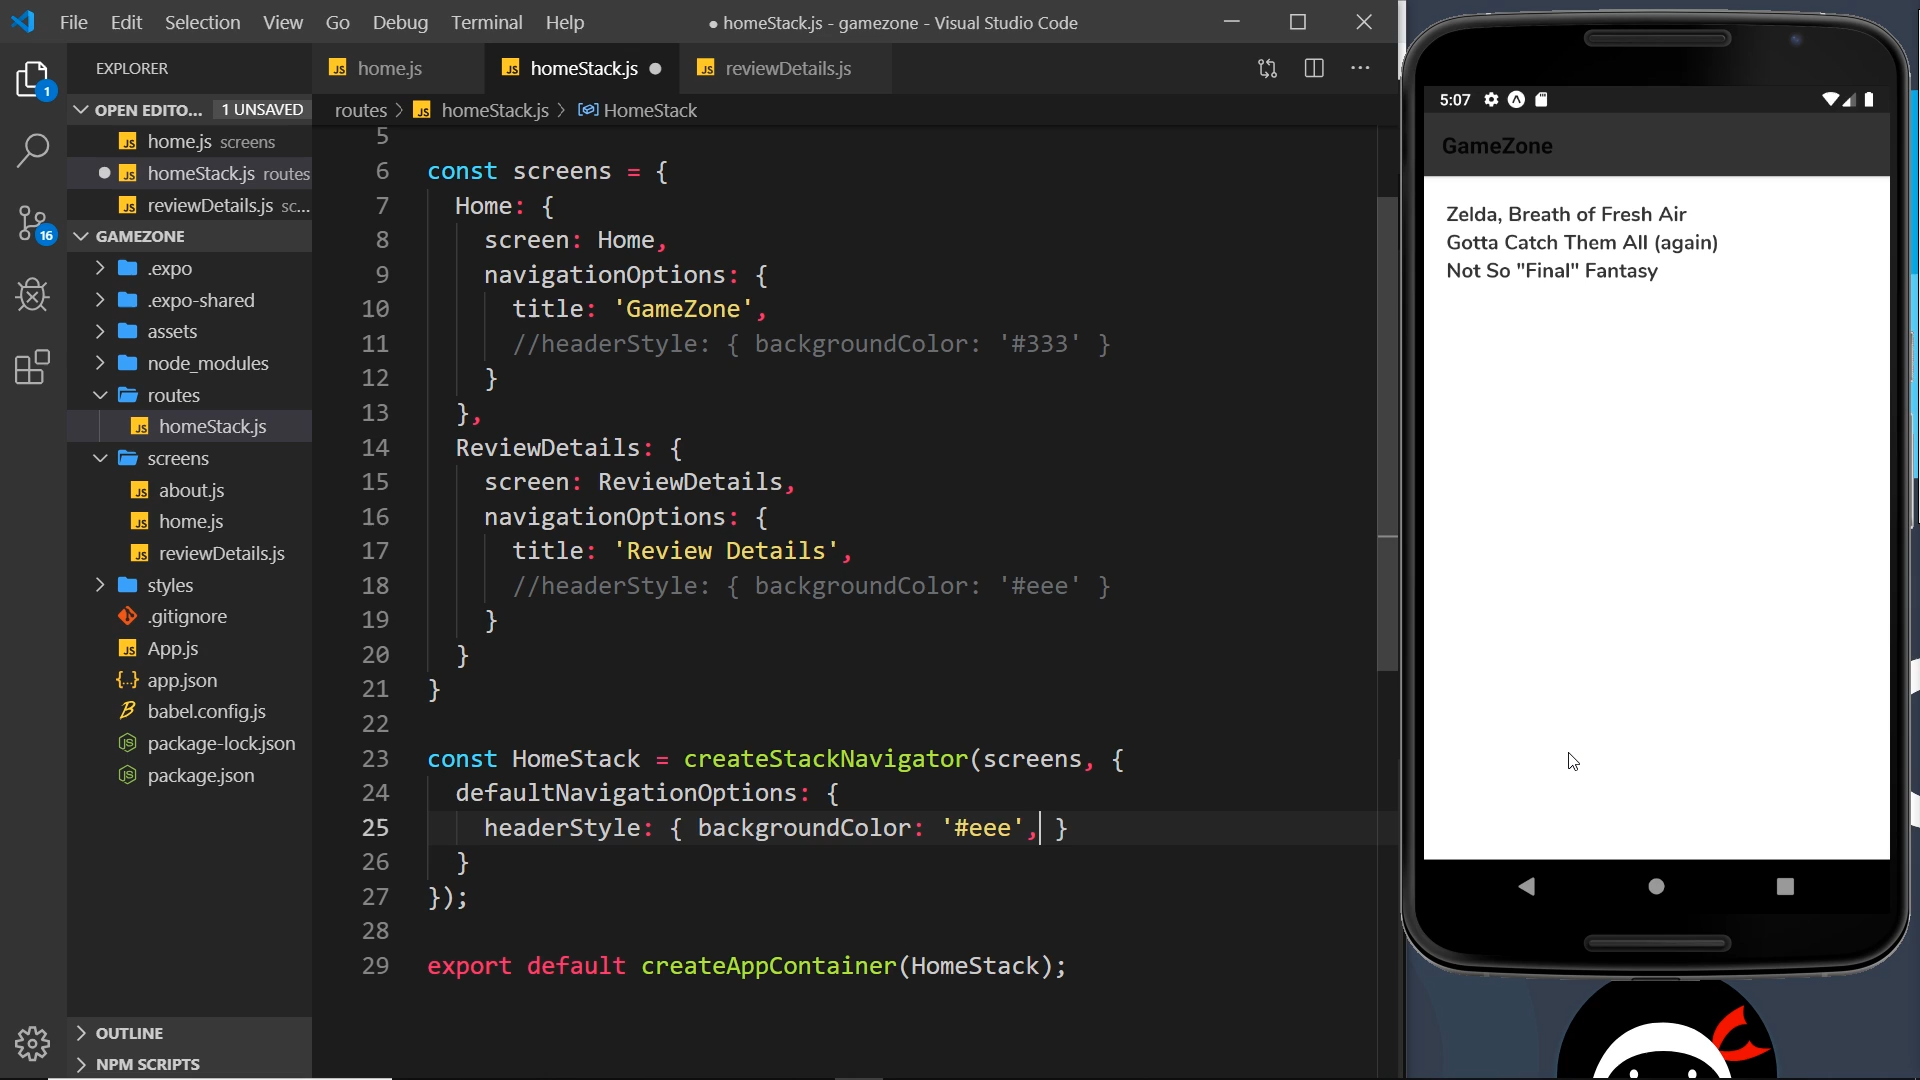 File Edit Selection View Go Debug Terminal Help
● homeStack.js - gamezone - Visual Studio Code
EXPLORER
OPEN EDITO... 1 UNSAVED
home.js screens
homeStack.js routes
reviewDetails.js sc...
GAMEZONE
.expo
.expo-shared
assets
node_modules
routes
homeStack.js
screens
about.js
home.js
reviewDetails.js
styles
.gitignore
App.js
app.json
babel.config.js
package-lock.json
package.json
OUTLINE
NPM SCRIPTS
1
16
home.js homeStack.js reviewDetails.js
routes > homeStack.js > HomeStack
5
6 const screens = {
7 Home: {
8 screen: Home,
9 navigationOptions: {
10 title: 'GameZone',
11 //headerStyle: { backgroundColor: '#333' }
12 }
13 },
14 ReviewDetails: {
15 screen: ReviewDetails,
16 navigationOptions: {
17 title: 'Review Details',
18 //headerStyle: { backgroundColor: '#eee' }
19 }
20 }
21 }
22
23 const HomeStack = createStackNavigator(screens, {
24 defaultNavigationOptions: {
25 headerStyle: { backgroundColor: '#eee', }
26 }
27 });
28
29 export default createAppContainer(HomeStack);
5:07
GameZone
Zelda, Breath of Fresh Air
Gotta Catch Them All (again)
Not So "Final" Fantasy